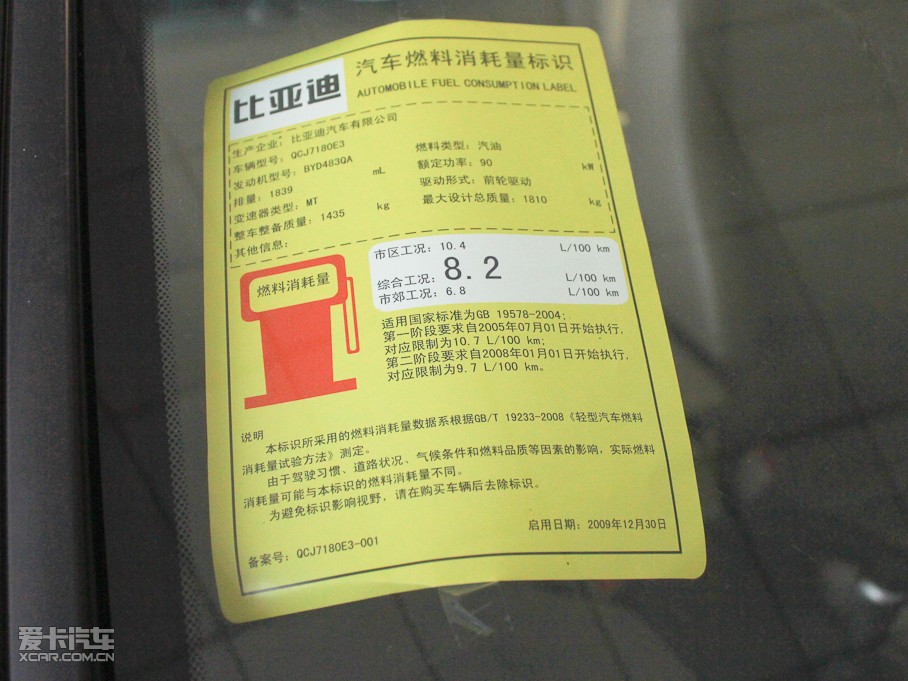 比亚迪
汽车燃料消耗量标识
AUTOMOBILE FUEL CONSUMPTION LABEL
生产企业: 比亚迪汽车有限公司
车辆型号: QCJ7180E3
燃料类型: 汽油
发动机型号: BYD483QA
额定功率: 90 kW
排量: 1839 mL
驱动形式: 前轮驱动
变速器类型: MT
最大设计总质量: 1810 kg
整车整备质量: 1435 kg
其他信息:
燃料消耗量
市区工况: 10.4 L/100 km
综合工况: 8.2 L/100 km
市郊工况: 6.8 L/100 km
适用国家标准为GB 19578-2004;
第一阶段要求自2005年07月01日开始执行,
对应限制为10.7 L/100 km;
第二阶段要求自2008年01月01日开始执行,
对应限制为9.7 L/100 km。
说明
本标识所采用的燃料消耗量数据系根据GB/T 19233-2008《轻型汽车燃料
消耗量试验方法》测定。
由于驾驶习惯、道路状况、气候条件和燃料品质等因素的影响, 实际燃料
消耗量可能与本标识的燃料消耗量不同。
为避免标识影响视野, 请在购买车辆后去除标识。
备案号: QCJ7180E3-001
启用日期: 2009年12月30日
爱卡汽车
XCAR.COM.CN